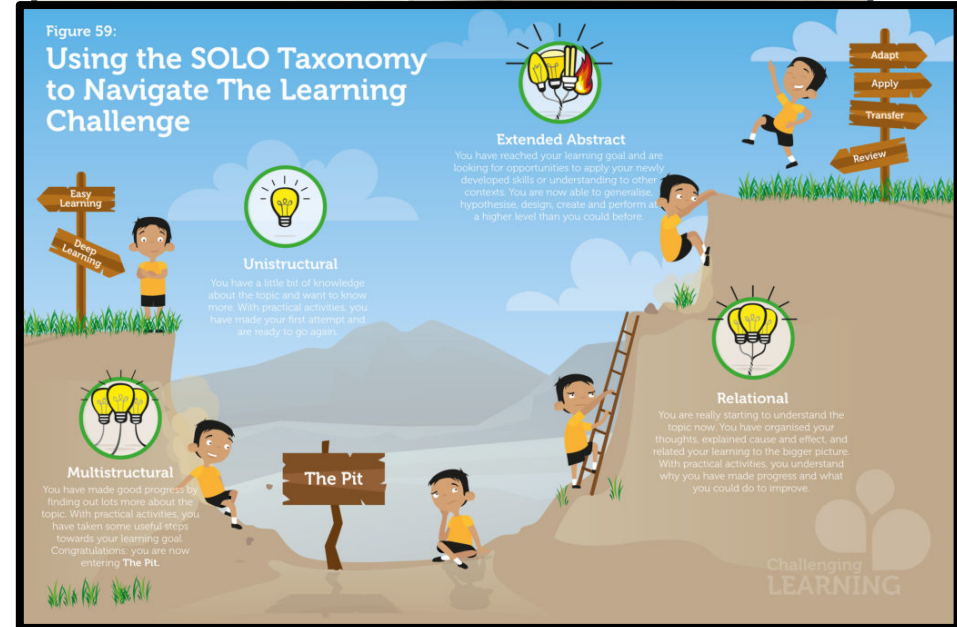 Figure 59:
Using the SOLO Taxonomy
to Navigate The Learning
Challenge
Easy
Learning
Deep
Learning
Unistructural
You have a little bit of knowledge
about the topic and want to know
more. With practical activities, you
have made your first attempt and
are ready to go again.
Multistructural
You have made good progress by
finding out lots more about the
topic. With practical activities, you
have taken some useful steps
towards your learning goal.
Congratulations: you are now
entering The Pit.
The Pit
Relational
You are really starting to understand the
topic now. You have organised your
thoughts, explained cause and effect, and
related your learning to the bigger picture.
With practical activities, you understand
why you have made progress and what
you could do to improve.
Extended Abstract
You have reached your learning goal and are
looking for opportunities to apply your newly
developed skills or understanding to other
contexts. You are now able to generalise,
hypothesise, design, create and perform at
a higher level than you could before.
Adapt
Apply
Transfer
Review
Challenging
LEARNING